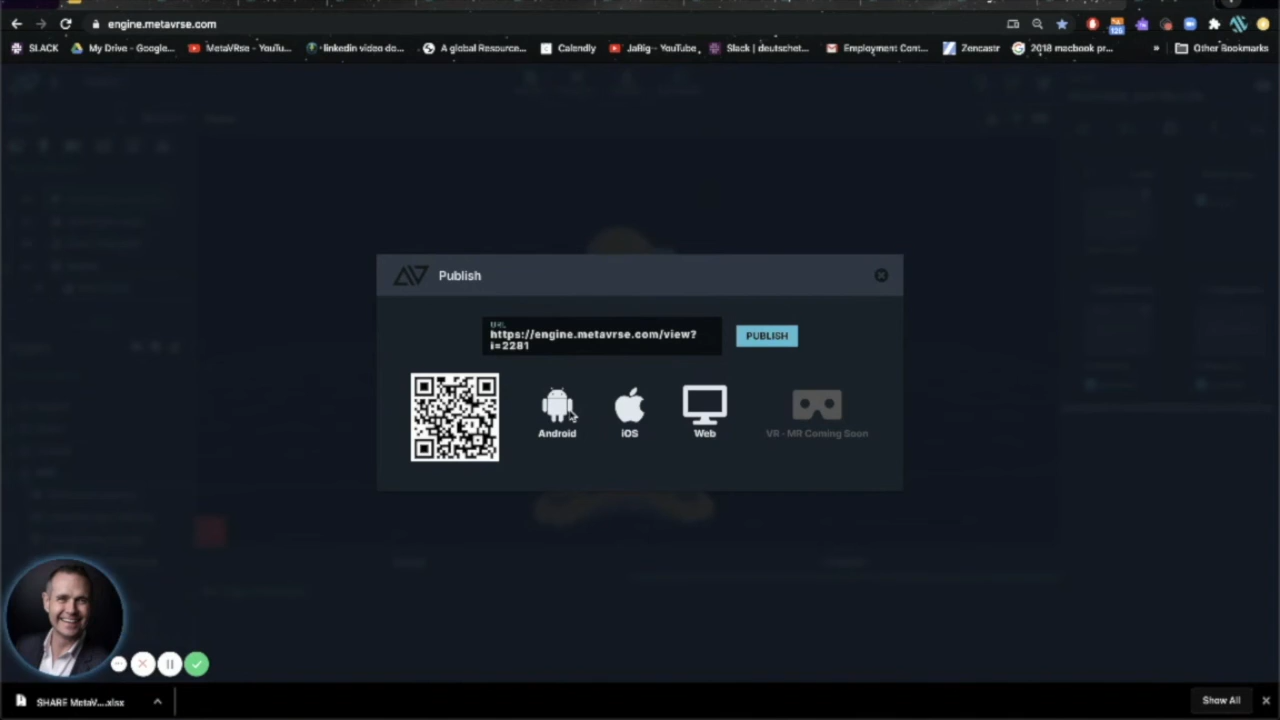 engine.metavrse.com
SLACK
My Drive - Google...
MetaVRse - YouTu...
linkedin video do...
A global Resource...
Calendly
JaBig - YouTube
Slack | deutschet...
Employment Cont...
Zencastr
2018 macbook pr...
»
Other Bookmarks
Publish
URL
https://engine.metavrse.com/view?
i=2281
PUBLISH
Android
iOS
Web
VR - MR Coming Soon
SHARE MetaV....xlsx
Show All